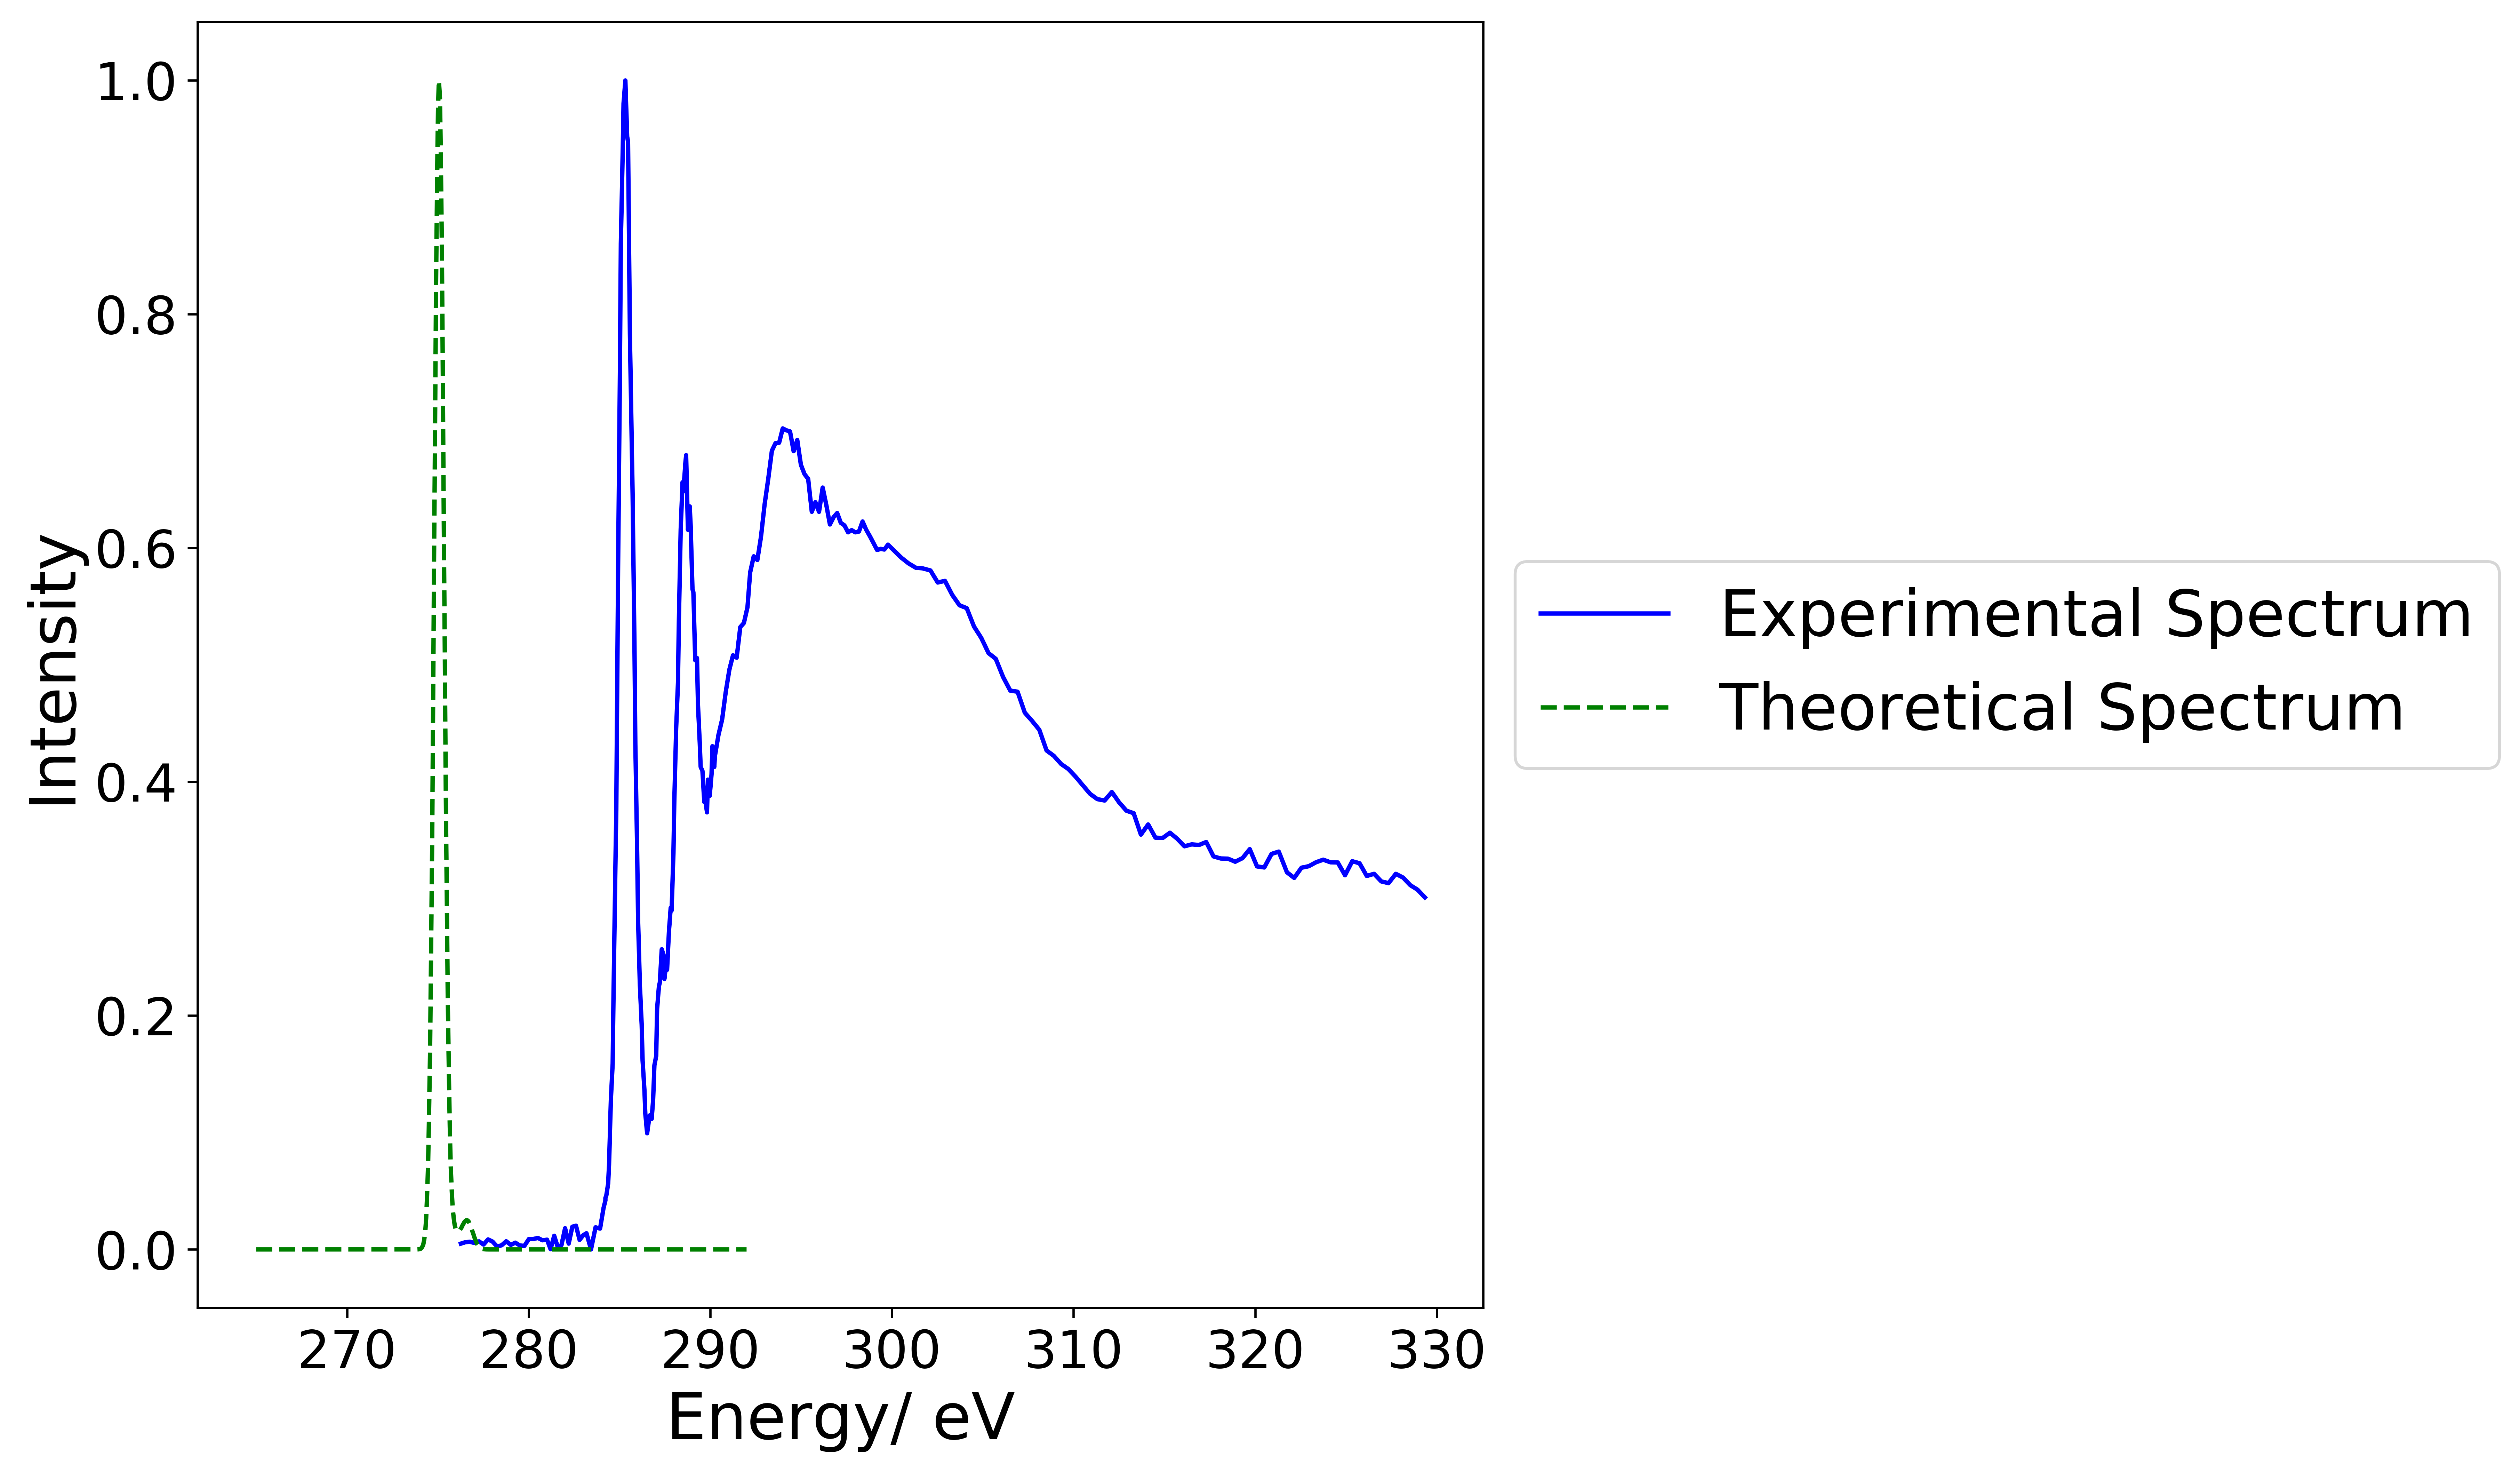 1.0
0.8
0.6
0.4
0.2
0.0
Intensity
270 280 290 300 310 320 330
Energy/ eV
Experimental Spectrum
Theoretical Spectrum